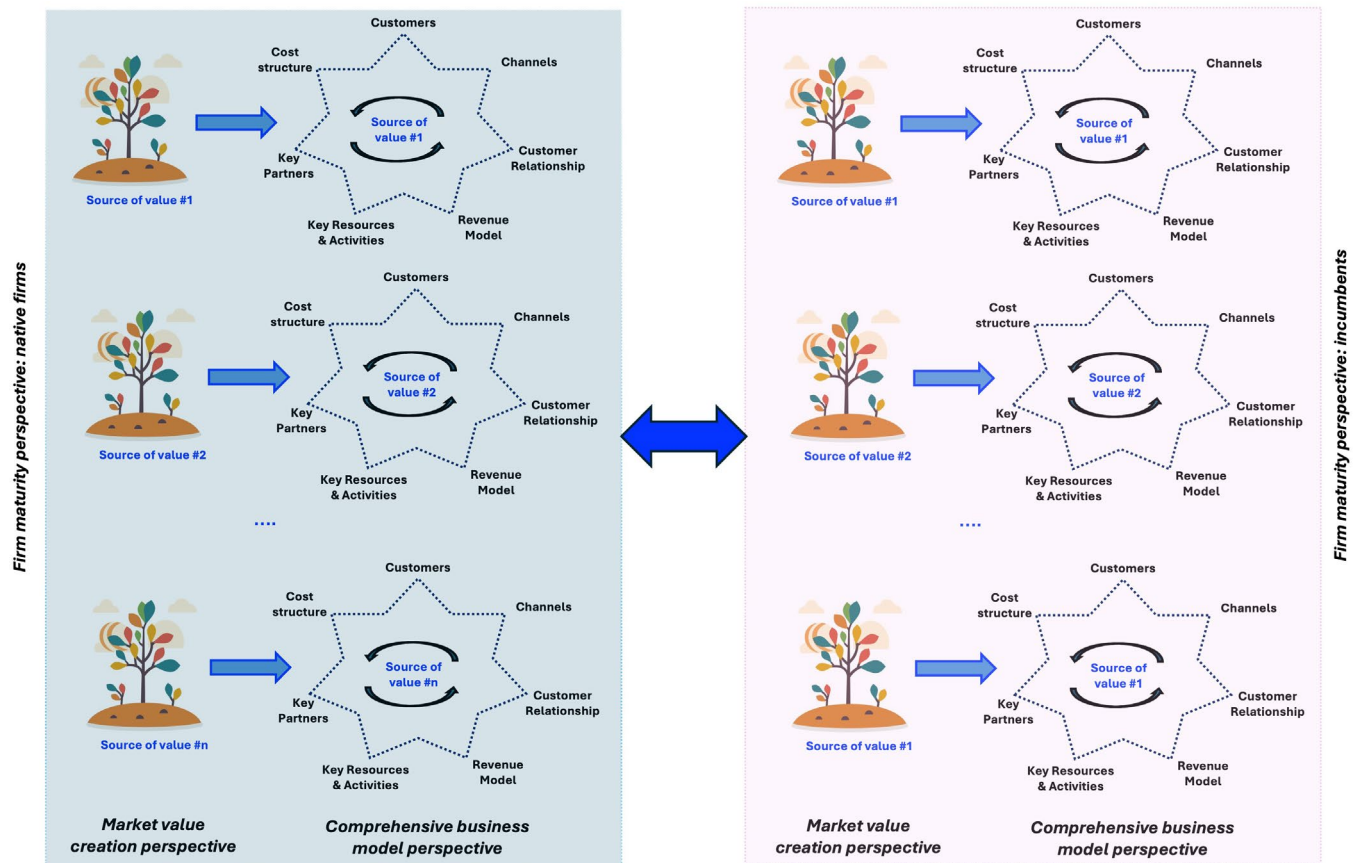 Firm maturity perspective: native firms
Customers
Cost
structure
Channels
Source of
value #1
Key
Partners
Customer
Relationship
Source of value #1
Key Resources
& Activities
Revenue
Model
Customers
Cost
structure
Channels
Source of
value #2
Key
Partners
Customer
Relationship
Source of value #2
Key Resources
& Activities
Revenue
Model
....
Customers
Cost
structure
Channels
Source of
value #n
Key
Partners
Customer
Relationship
Source of value #n
Key Resources
& Activities
Revenue
Model
Market value
creation perspective
Comprehensive business
model perspective
Customers
Cost
structure
Channels
Source of
value #1
Key
Partners
Customer
Relationship
Source of value #1
Key Resources
& Activities
Revenue
Model
Customers
Cost
structure
Channels
Source of
value #2
Key
Partners
Customer
Relationship
Source of value #2
Key Resources
& Activities
Revenue
Model
....
Customers
Cost
structure
Channels
Source of
value #1
Key
Partners
Customer
Relationship
Source of value #1
Key Resources
& Activities
Revenue
Model
Market value
creation perspective
Comprehensive business
model perspective
Firm maturity perspective: incumbents